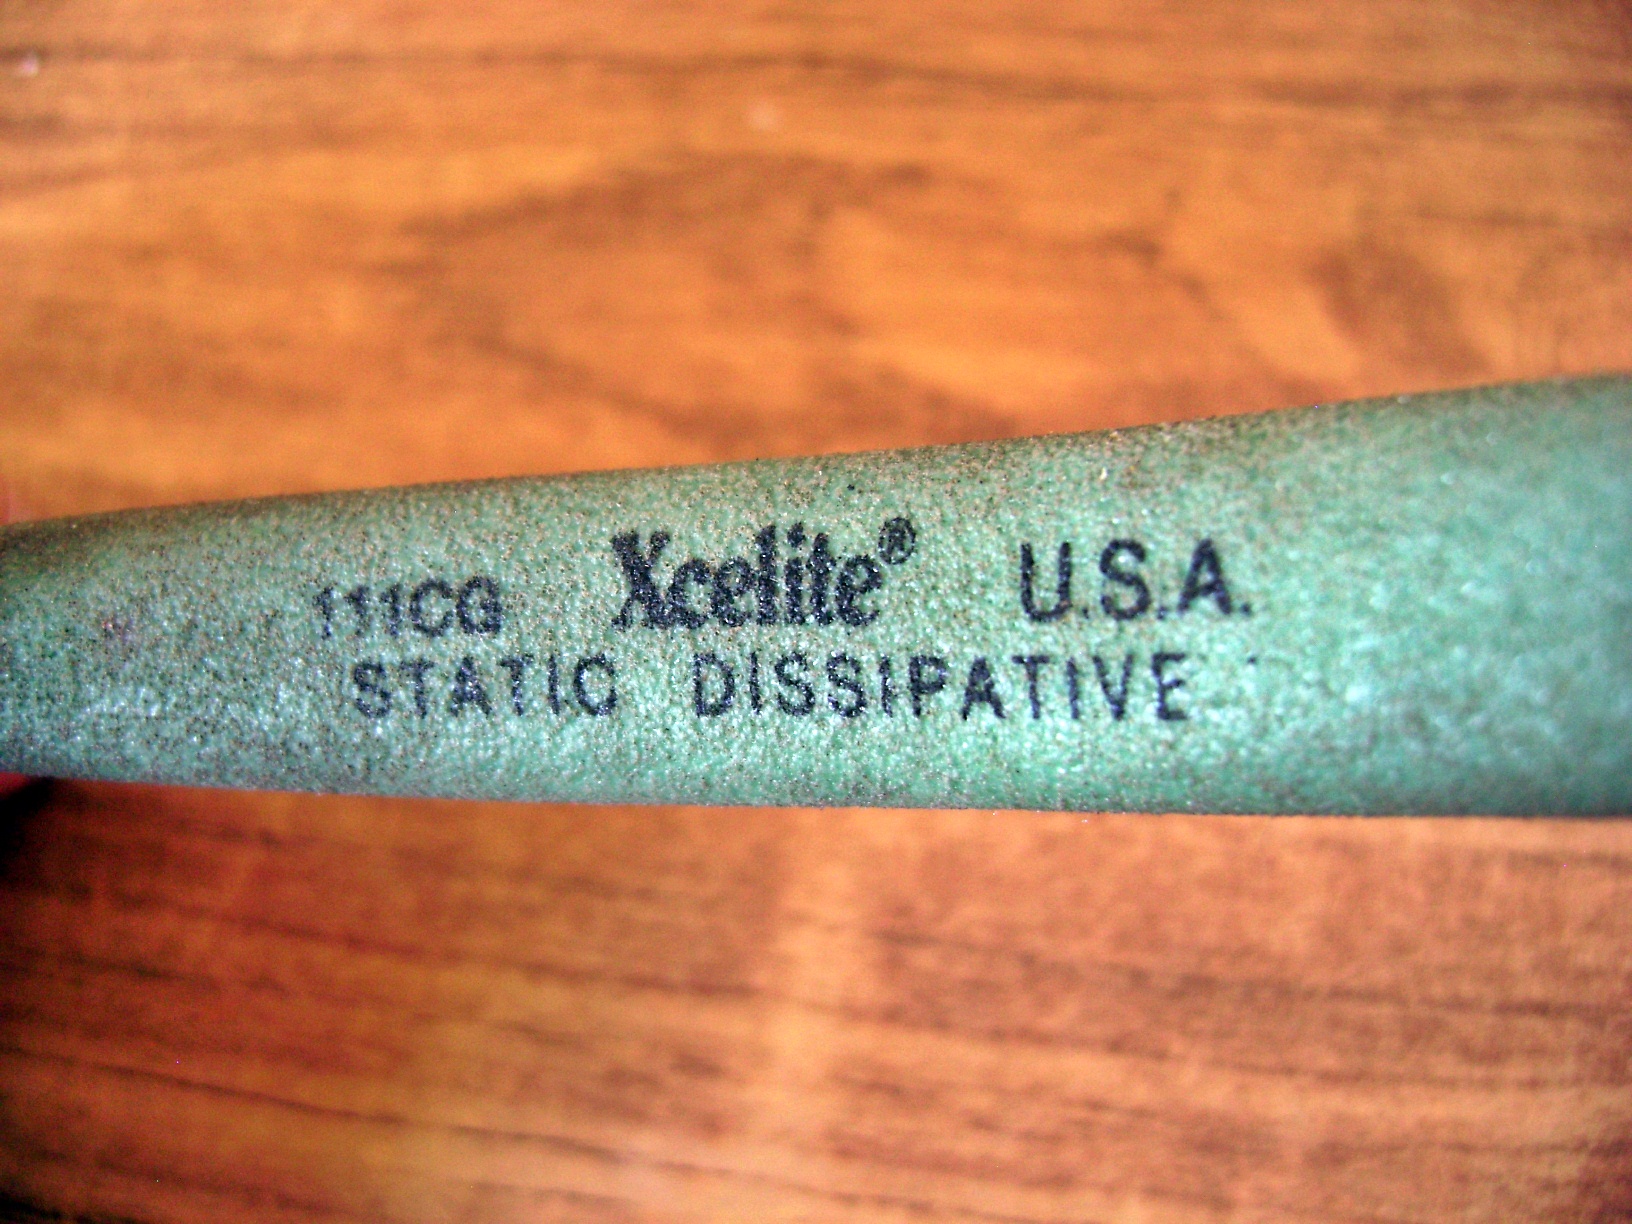 111CG Xcelite® U.S.A.
STATIC DISSIPATIVE